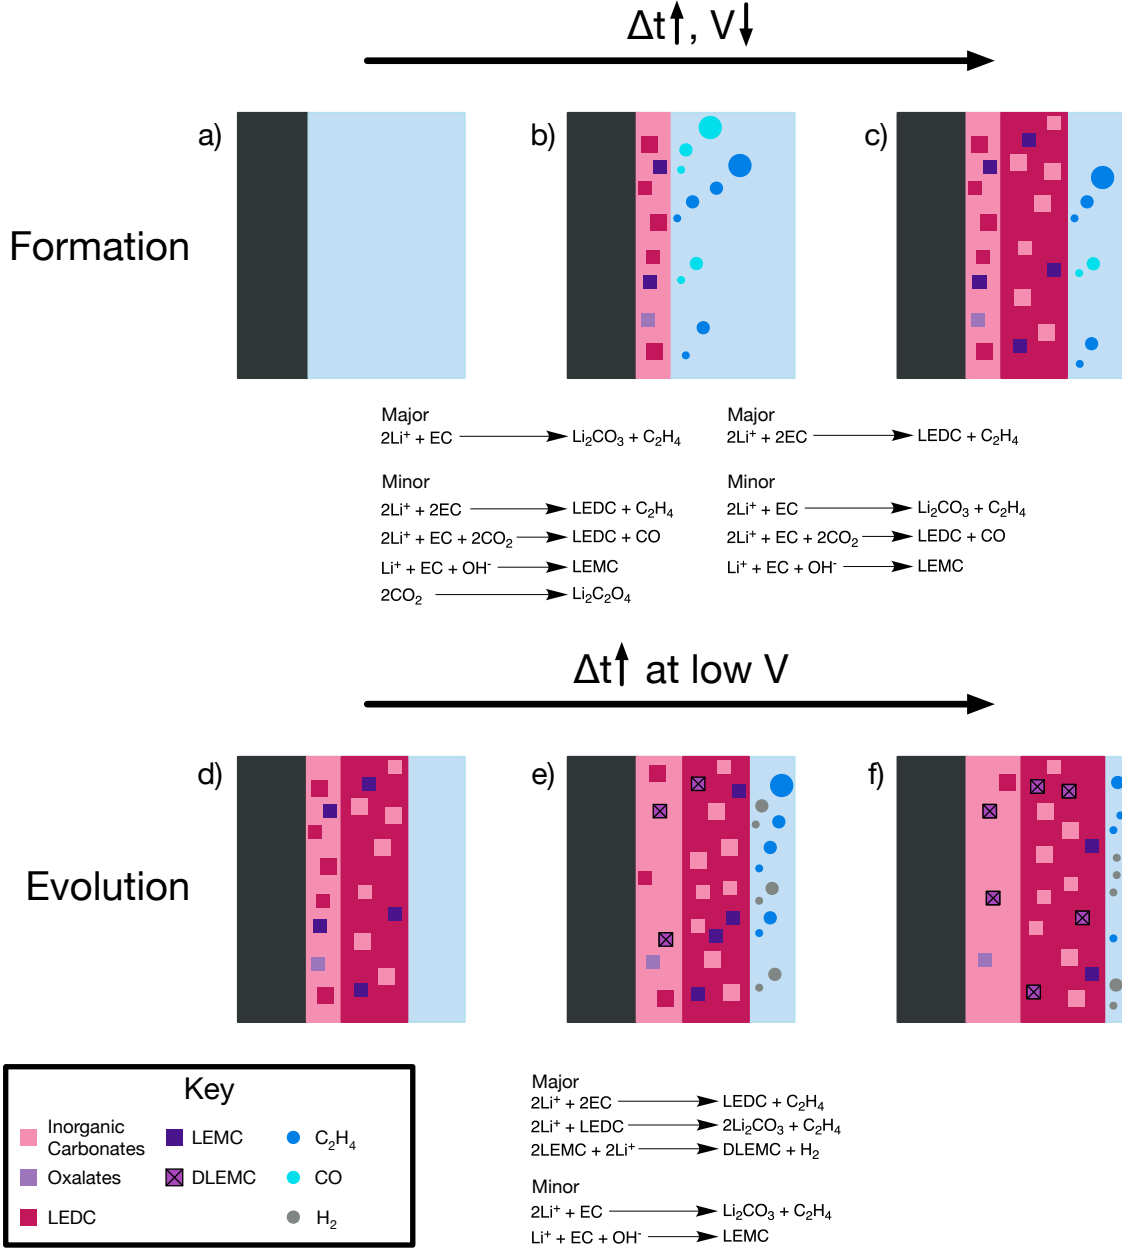 Δt↑, V↓
a)
b)
c)
Formation
Major
2Li⁺ + EC ⟶ Li₂CO₃ + C₂H₄
Minor
2Li⁺ + 2EC ⟶ LEDC + C₂H₄
2Li⁺ + EC + 2CO₂ ⟶ LEDC + CO
Li⁺ + EC + OH⁻ ⟶ LEMC
2CO₂ ⟶ Li₂C₂O₄
Major
2Li⁺ + 2EC ⟶ LEDC + C₂H₄
Minor
2Li⁺ + EC ⟶ Li₂CO₃ + C₂H₄
2Li⁺ + EC + 2CO₂ ⟶ LEDC + CO
Li⁺ + EC + OH⁻ ⟶ LEMC
Δt↑ at low V
d)
e)
f)
Evolution
Key
Inorganic
Carbonates
Oxalates
LEDC
LEMC
DLEMC
C₂H₄
CO
H₂
Major
2Li⁺ + 2EC ⟶ LEDC + C₂H₄
2Li⁺ + LEDC ⟶ 2Li₂CO₃ + C₂H₄
2LEMC + 2Li⁺ ⟶ DLEMC + H₂
Minor
2Li⁺ + EC ⟶ Li₂CO₃ + C₂H₄
Li⁺ + EC + OH⁻ ⟶ LEMC